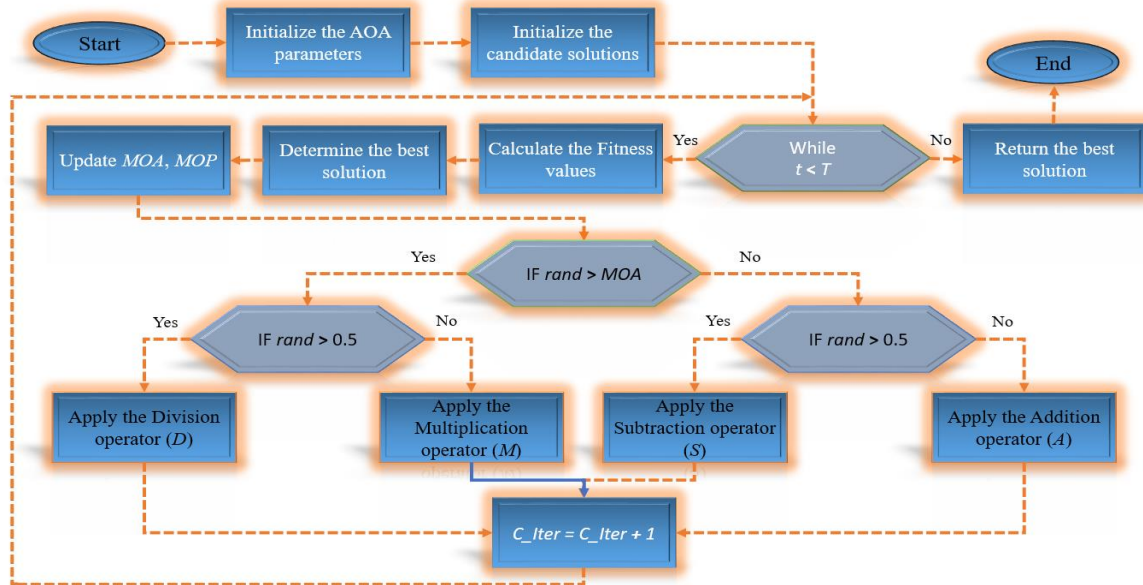 Start
Initialize the AOA
parameters
Initialize the
candidate solutions
End
Update MOA, MOP
Determine the best
solution
Calculate the Fitness
values
Yes
While
t < T
No
Return the best
solution
Yes
IF rand > MOA
No
Yes
IF rand > 0.5
No
Yes
IF rand > 0.5
No
Apply the Division
operator (D)
Apply the
Multiplication
operator (M)
Apply the
Subtraction operator
(S)
Apply the Addition
operator (A)
C_Iter = C_Iter + 1